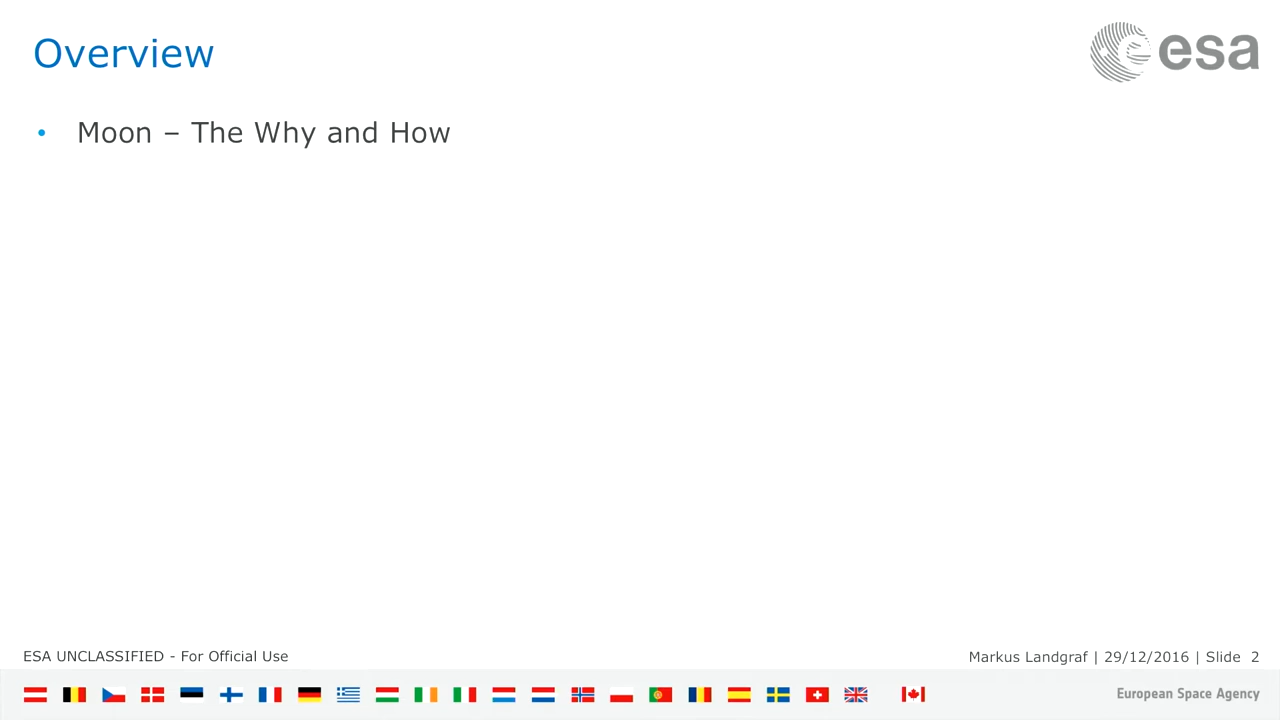 Overview
esa
• Moon – The Why and How
ESA UNCLASSIFIED - For Official Use
Markus Landgraf | 29/12/2016 | Slide 2
European Space Agency